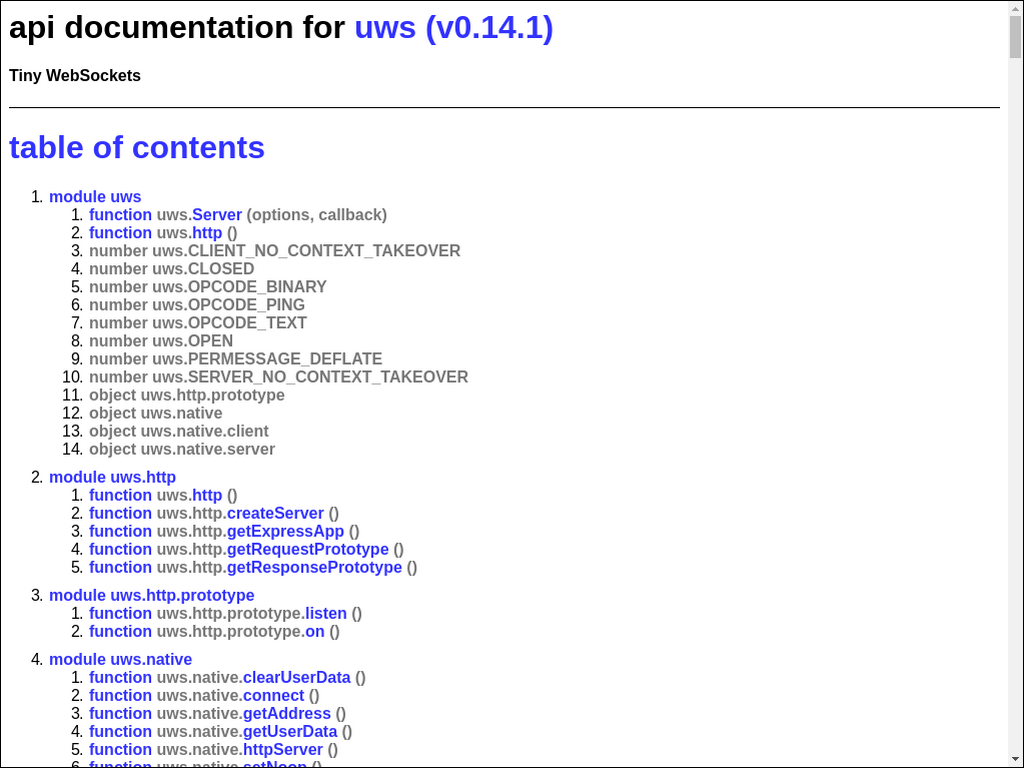 api documentation for uws (v0.14.1)
Tiny WebSockets
table of contents
1. module uws
1. function uws.Server (options, callback)
2. function uws.http ()
3. number uws.CLIENT_NO_CONTEXT_TAKEOVER
4. number uws.CLOSED
5. number uws.OPCODE_BINARY
6. number uws.OPCODE_PING
7. number uws.OPCODE_TEXT
8. number uws.OPEN
9. number uws.PERMESSAGE_DEFLATE
10. number uws.SERVER_NO_CONTEXT_TAKEOVER
11. object uws.http.prototype
12. object uws.native
13. object uws.native.client
14. object uws.native.server
2. module uws.http
1. function uws.http ()
2. function uws.http.createServer ()
3. function uws.http.getExpressApp ()
4. function uws.http.getRequestPrototype ()
5. function uws.http.getResponsePrototype ()
3. module uws.http.prototype
1. function uws.http.prototype.listen ()
2. function uws.http.prototype.on ()
4. module uws.native
1. function uws.native.clearUserData ()
2. function uws.native.connect ()
3. function uws.native.getAddress ()
4. function uws.native.getUserData ()
5. function uws.native.httpServer ()
6. function uws.native.setNoop ()